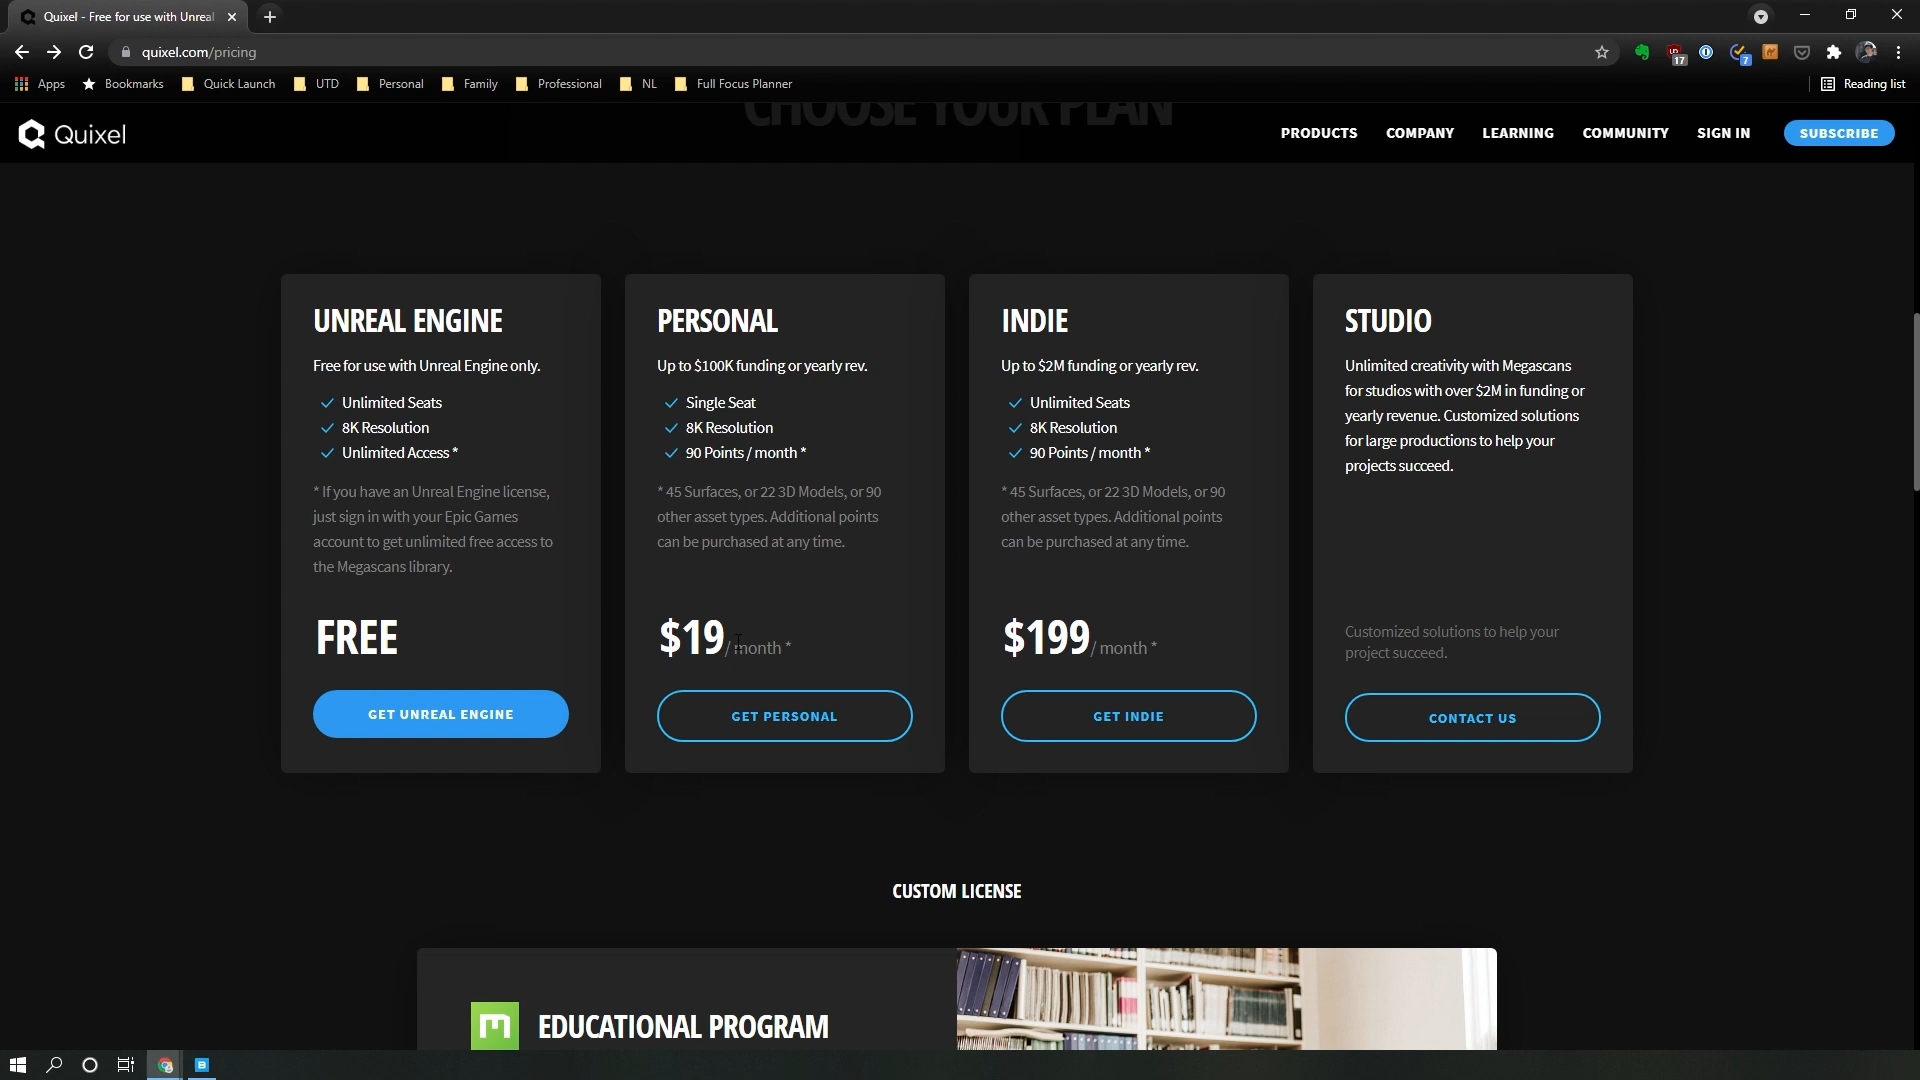 Quixel - Free for use with Unreal
quixel.com/pricing
17
7
Apps
Bookmarks
Quick Launch
UTD
Personal
Family
Professional
NL
Full Focus Planner
Reading list
CHOOSE YOUR PLAN
Quixel
PRODUCTS
COMPANY
LEARNING
COMMUNITY
SIGN IN
SUBSCRIBE
UNREAL ENGINE
Free for use with Unreal Engine only.
Unlimited Seats
8K Resolution
Unlimited Access *
* If you have an Unreal Engine license,
just sign in with your Epic Games
account to get unlimited free access to
the Megascans library.
FREE
GET UNREAL ENGINE
PERSONAL
Up to $100K funding or yearly rev.
Single Seat
8K Resolution
90 Points / month *
* 45 Surfaces, or 22 3D Models, or 90
other asset types. Additional points
can be purchased at any time.
$19 / month *
GET PERSONAL
INDIE
Up to $2M funding or yearly rev.
Unlimited Seats
8K Resolution
90 Points / month *
* 45 Surfaces, or 22 3D Models, or 90
other asset types. Additional points
can be purchased at any time.
$199 / month *
GET INDIE
STUDIO
Unlimited creativity with Megascans
for studios with over $2M in funding or
yearly revenue. Customized solutions
for large productions to help your
projects succeed.
Customized solutions to help your
project succeed.
CONTACT US
CUSTOM LICENSE
EDUCATIONAL PROGRAM